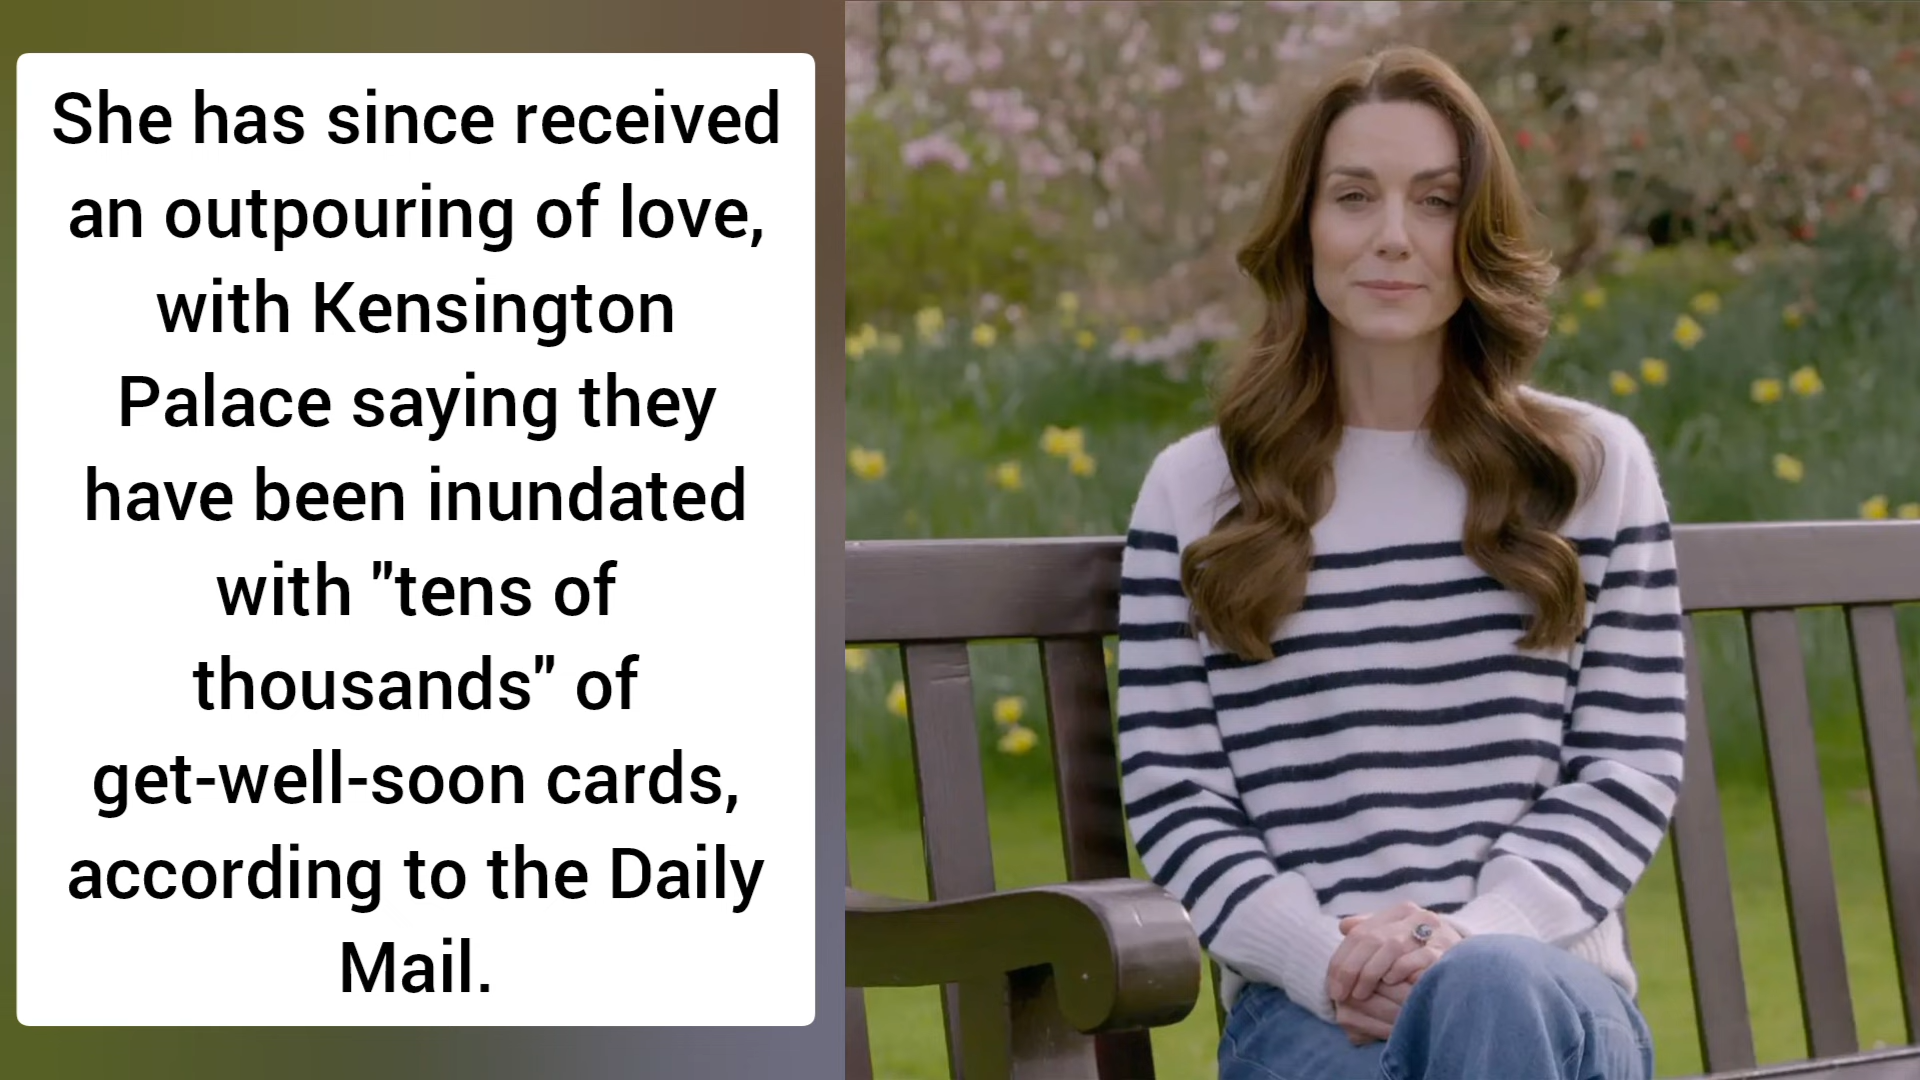 She has since received
an outpouring of love,
with Kensington
Palace saying they
have been inundated
with "tens of
thousands" of
get-well-soon cards,
according to the Daily
Mail.